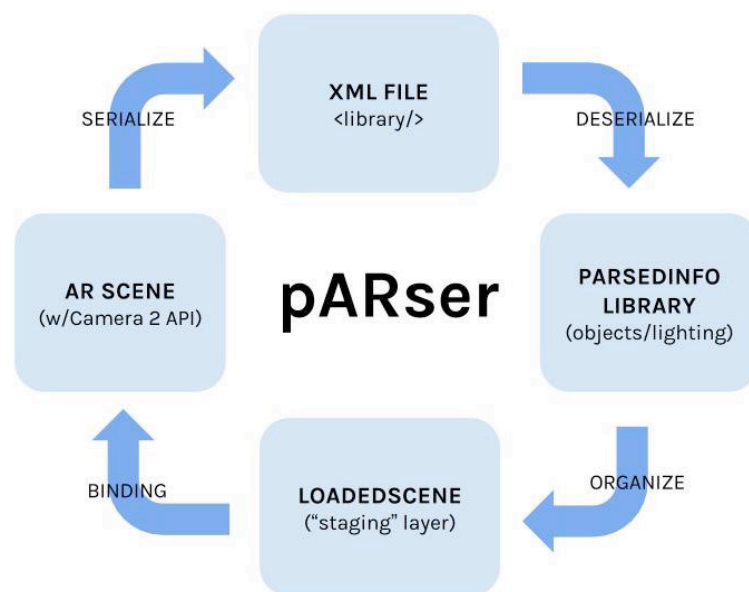 XML FILE
<library/>
SERIALIZE
DESERIALIZE
AR SCENE
(w/Camera 2 API)
pARser
PARSEDINFO
LIBRARY
(objects/lighting)
BINDING
LOADEDSCENE
(“staging” layer)
ORGANIZE